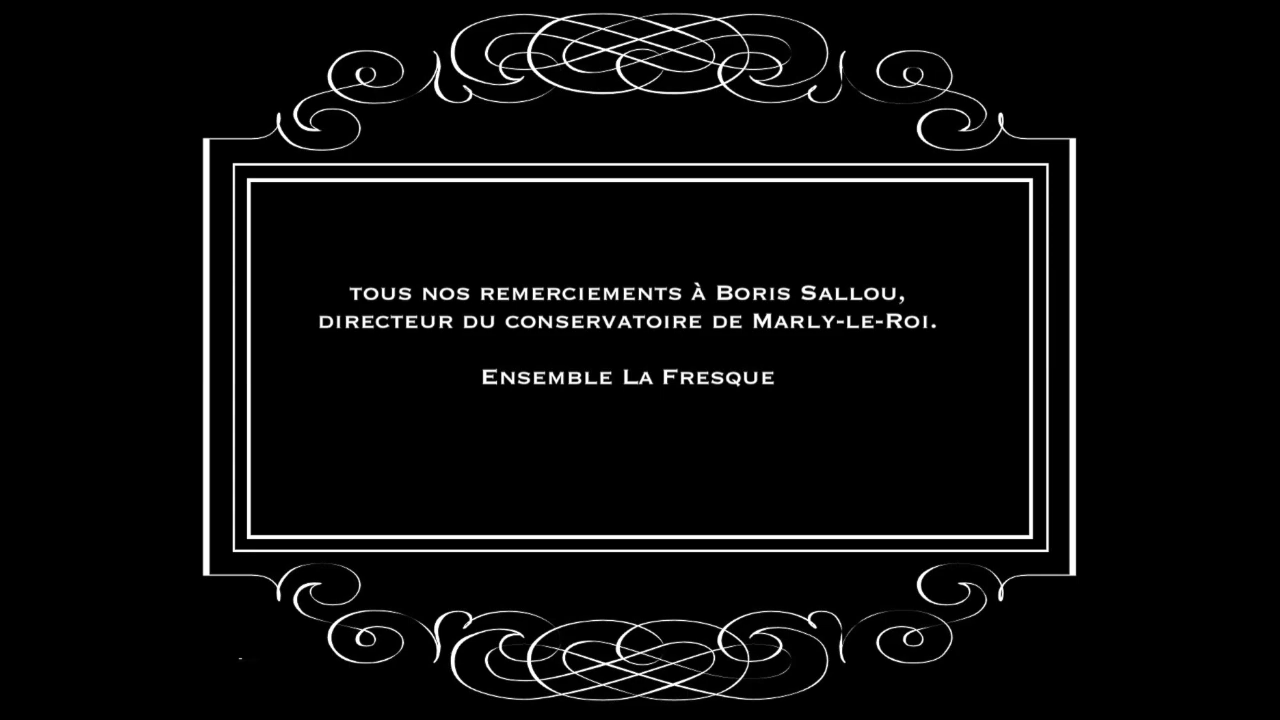 tous nos remerciements à Boris Sallou,
directeur du conservatoire de Marly-le-Roi.
Ensemble La Fresque